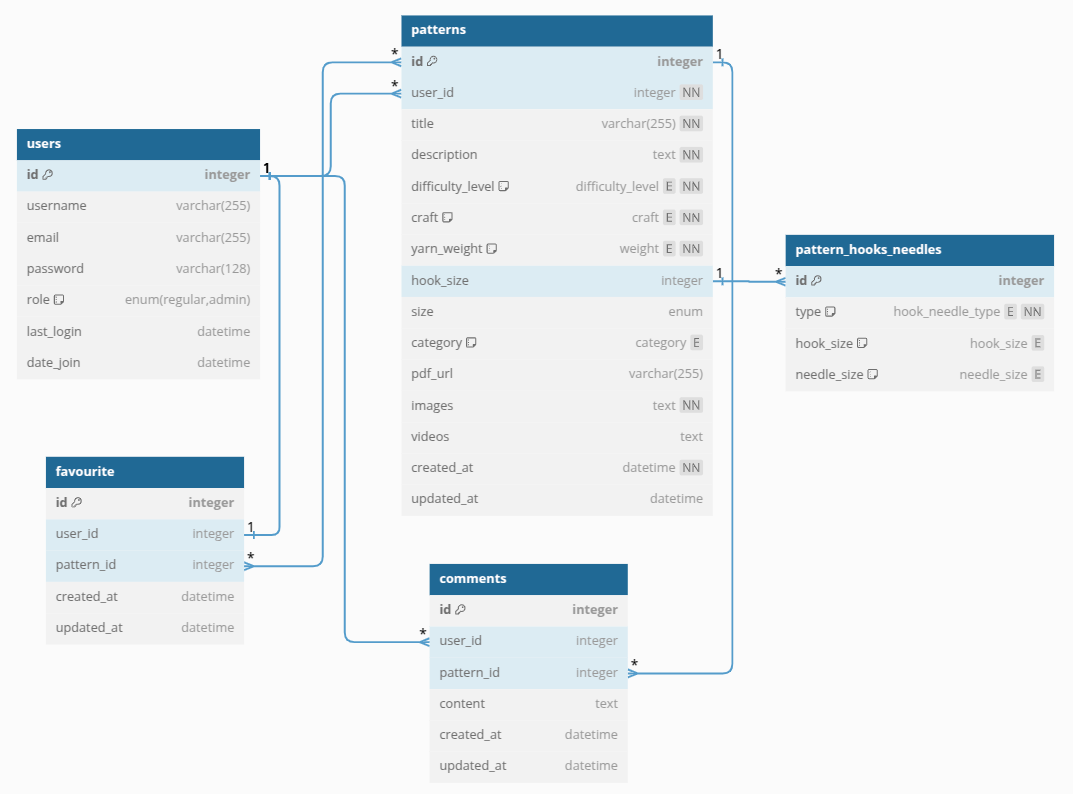 patterns
id integer
user_id integer NN
title varchar(255) NN
description text NN
difficulty_level difficulty_level E NN
craft craft E NN
yarn_weight weight E NN
hook_size integer
size enum
category category E
pdf_url varchar(255)
images text NN
videos text
created_at datetime NN
updated_at datetime
users
id integer
username varchar(255)
email varchar(255)
password varchar(128)
role enum(regular,admin)
last_login datetime
date_join datetime
pattern_hooks_needles
id integer
type hook_needle_type E NN
hook_size hook_size E
needle_size needle_size E
favourite
id integer
user_id integer
pattern_id integer
created_at datetime
updated_at datetime
comments
id integer
user_id integer
pattern_id integer
content text
created_at datetime
updated_at datetime
*
*
1
1
1
*
1
*
*
*